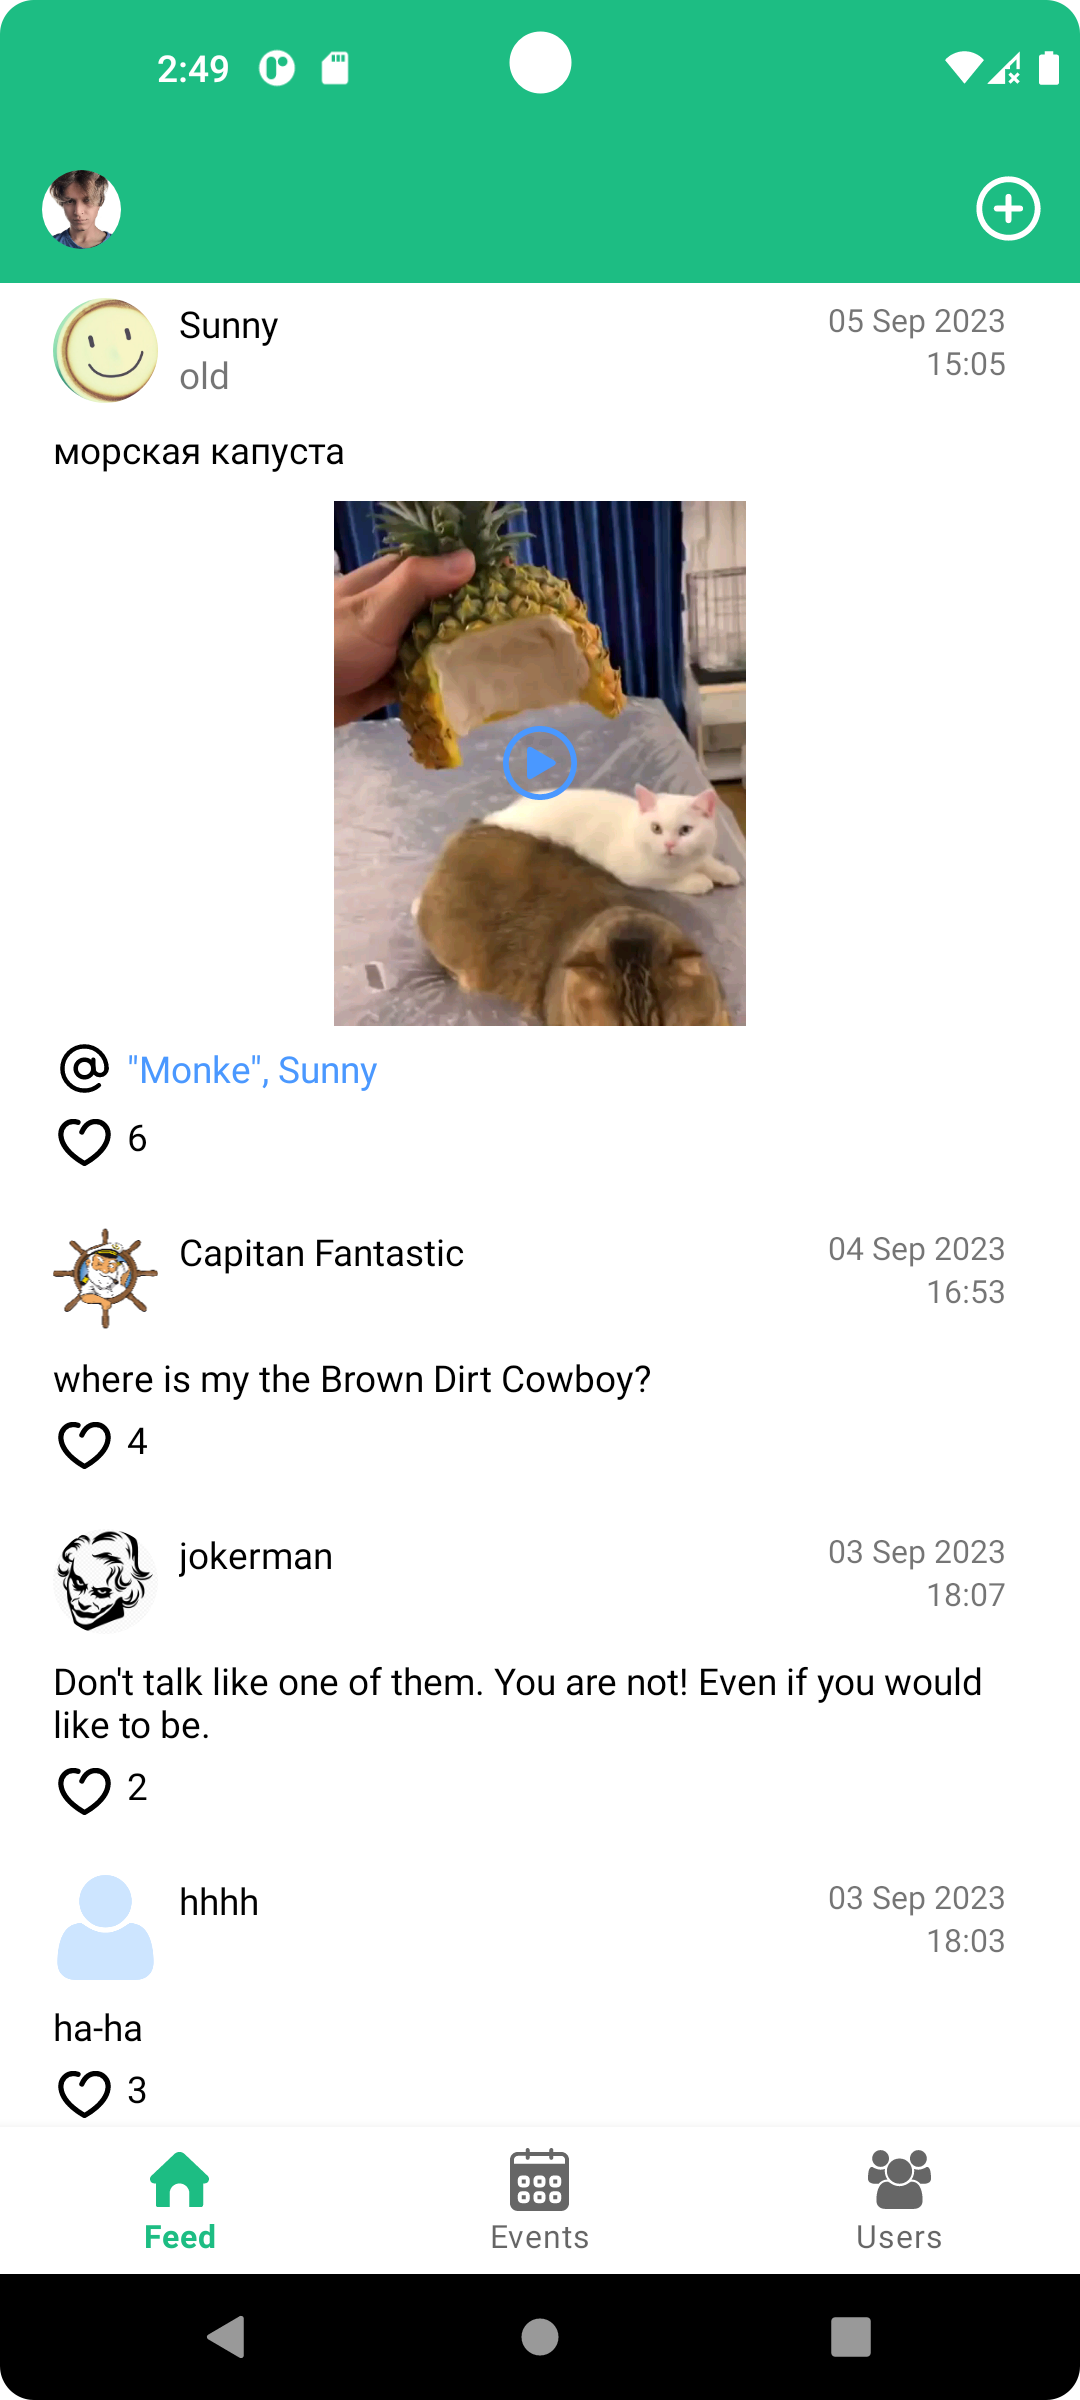 2:49
Sunny
05 Sep 2023
old
15:05
морская капуста
"Monke", Sunny
6
Capitan Fantastic
04 Sep 2023
16:53
where is my the Brown Dirt Cowboy?
4
jokerman
03 Sep 2023
18:07
Don't talk like one of them. You are not! Even if you would
like to be.
2
hhhh
03 Sep 2023
18:03
ha-ha
3
Feed
Events
Users